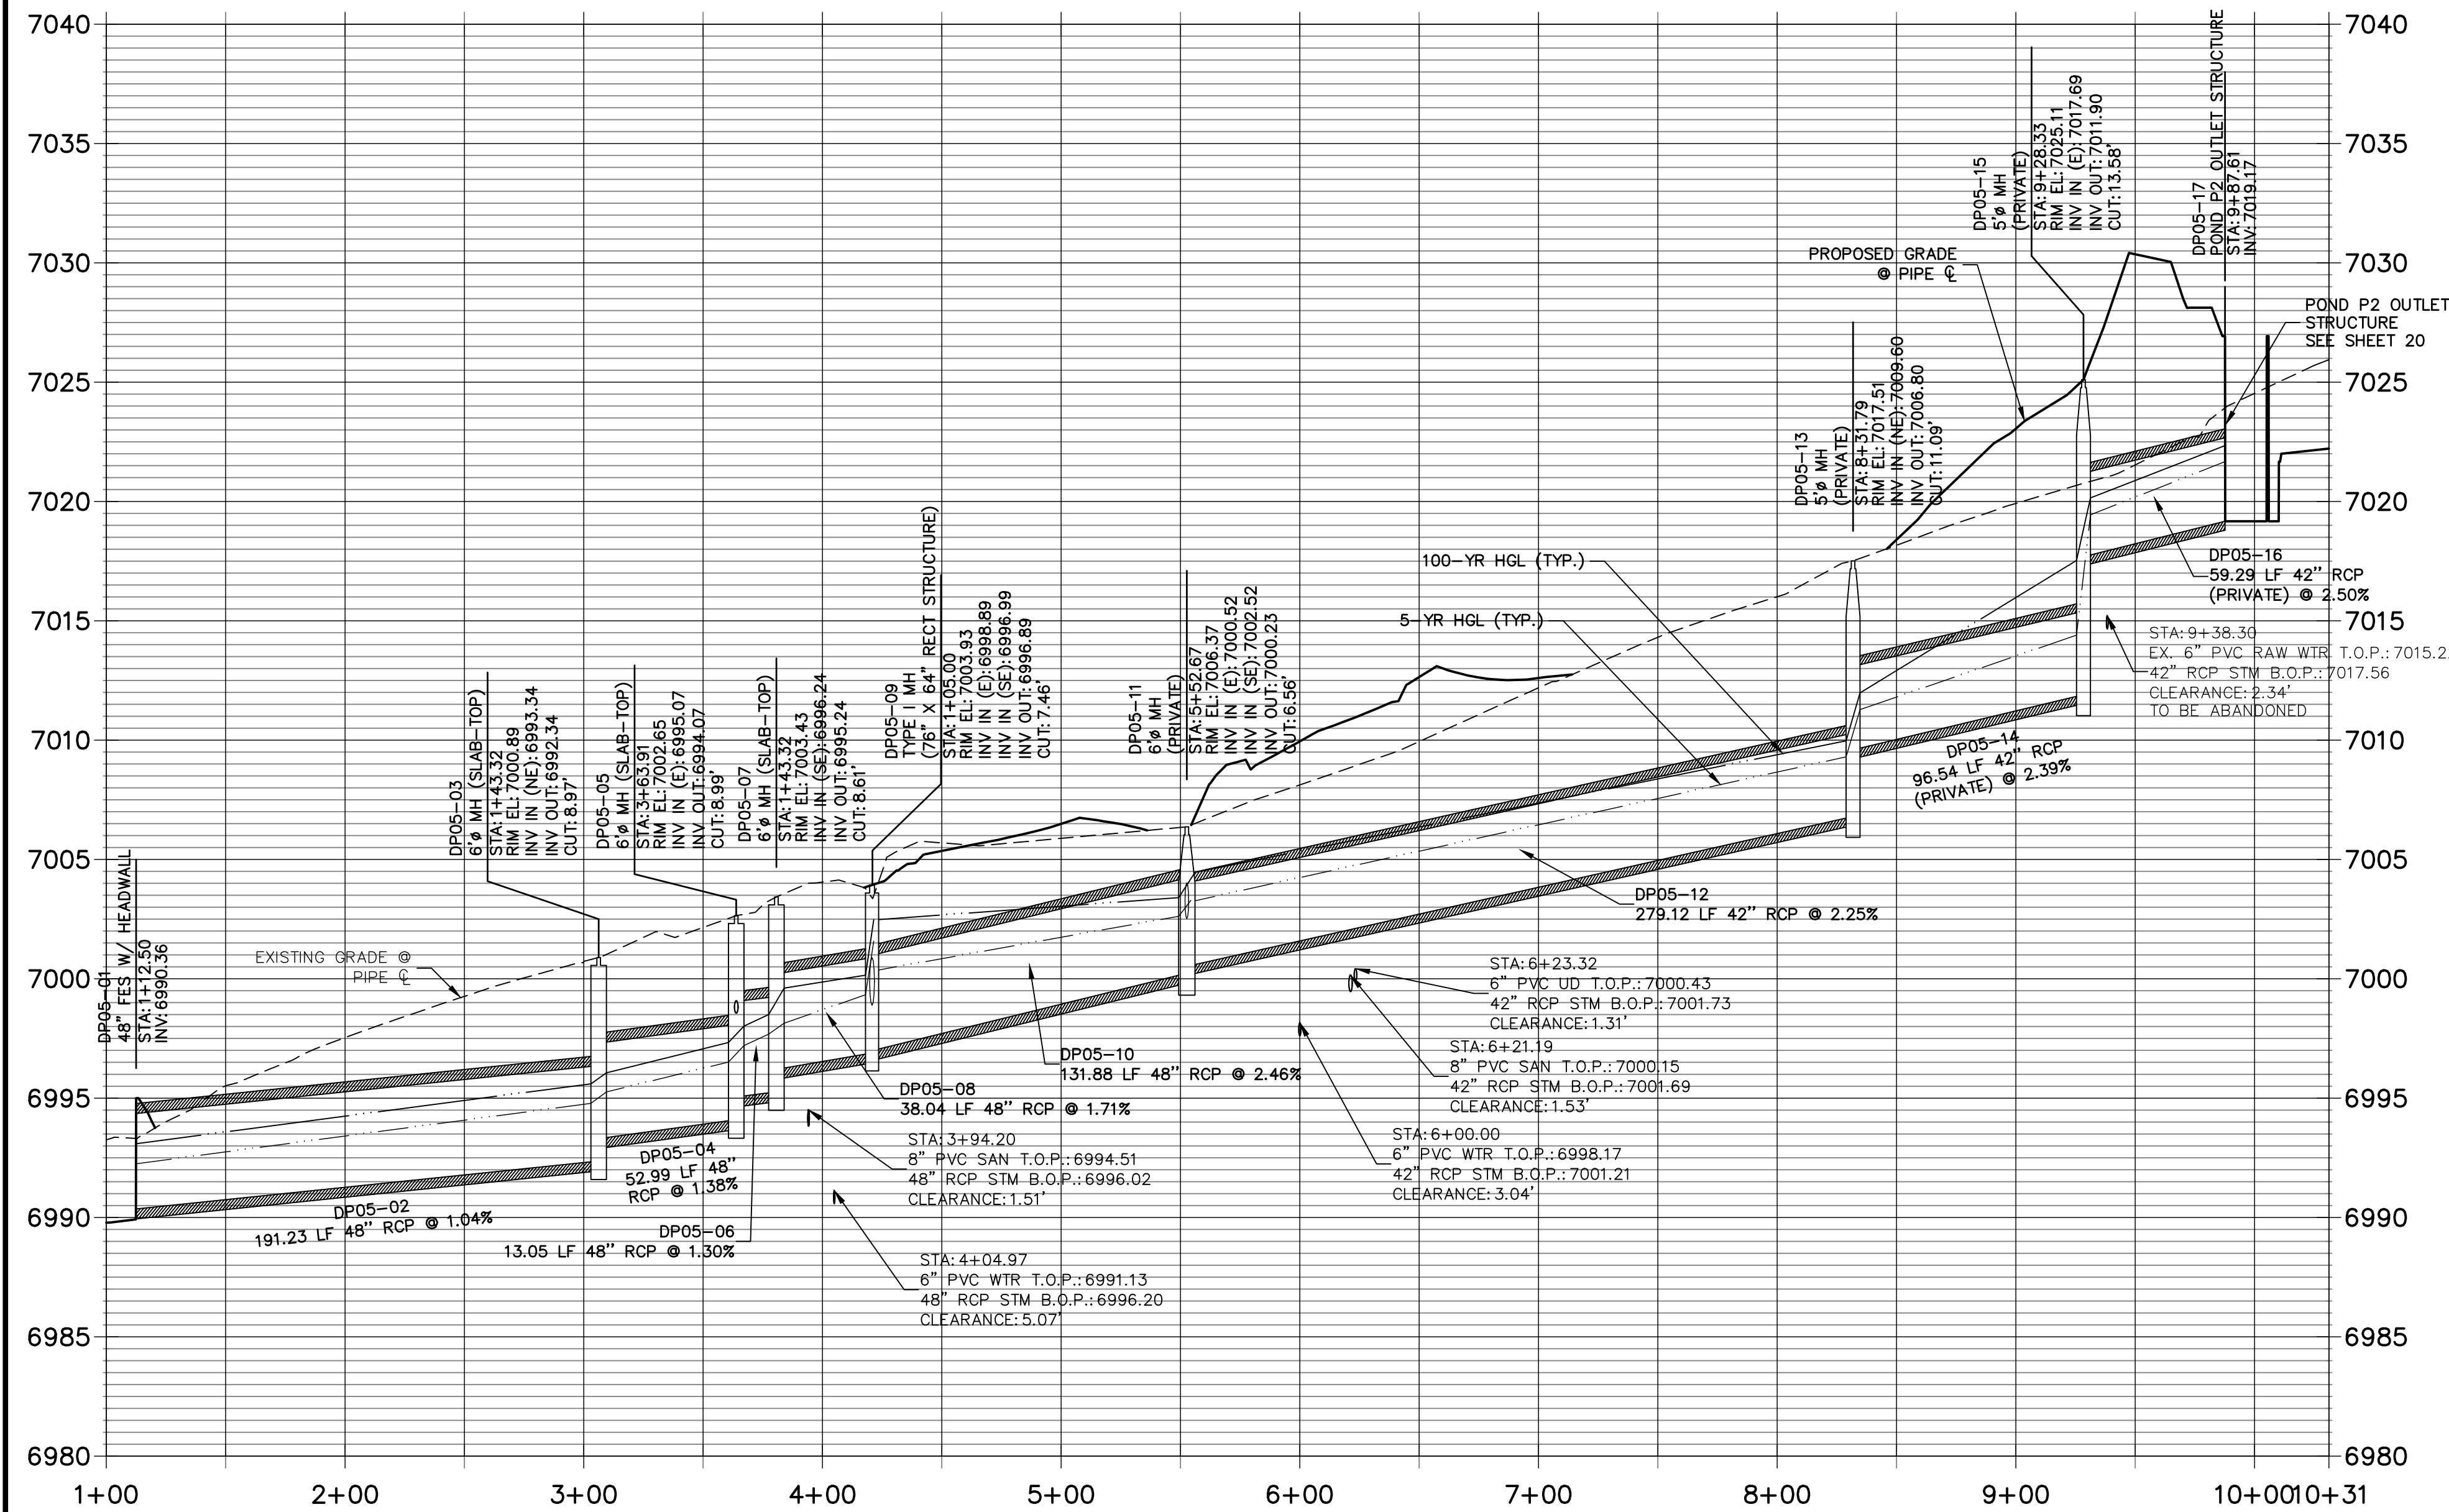 7040
7035
7030
7025
7020
7015
7010
7005
7000
6995
6990
6985
6980
7040
7035
7030
7025
7020
7015
7010
7005
7000
6995
6990
6985
6980
1+00
2+00
3+00
4+00
5+00
6+00
7+00
8+00
9+00
10+00
10+31
DP05-01
48" FES W/ HEADWALL
STA: 1+12.50
INV: 6990.36
EXISTING GRADE @
PIPE ℄
DP05-03
6'ø MH (SLAB-TOP)
STA: 1+43.32
RIM EL: 7000.89
INV IN (NE): 6993.34
INV OUT: 6992.34
CUT: 8.97'
DP05-05
6'ø MH (SLAB-TOP)
STA: 3+63.91
RIM EL: 7002.65
INV IN (E): 6995.07
INV OUT: 6994.07
CUT: 8.99'
DP05-07
6'ø MH (SLAB-TOP)
STA: 1+43.32
RIM EL: 7003.43
INV IN (SE): 6996.24
INV OUT: 6995.24
CUT: 8.61'
DP05-09
TYPE I MH
(76" X 64" RECT STRUCTURE)
STA: 1+05.00
RIM EL: 7003.93
INV IN (E): 6998.89
INV IN (SE): 6996.99
INV OUT: 6996.89
CUT: 7.46'
DP05-11
6'ø MH
(PRIVATE)
STA: 5+52.67
RIM EL: 7006.37
INV IN (E): 7000.52
INV IN (SE): 7002.52
INV OUT: 7000.23
CUT: 6.56'
DP05-13
5'ø MH
(PRIVATE)
STA: 8+31.79
RIM EL: 7017.51
INV IN (NE): 7009.60
INV OUT: 7006.80
CUT: 11.09'
DP05-15
5'ø MH
(PRIVATE)
STA: 9+28.33
RIM EL: 7025.11
INV IN (E): 7017.69
INV OUT: 7011.90
CUT: 13.58'
DP05-17
POND P2 OUTLET STRUCTURE
STA: 9+87.61
INV: 7019.17
PROPOSED GRADE
@ PIPE ℄
POND P2 OUTLET
STRUCTURE
SEE SHEET 20
100-YR HGL (TYP.)
5-YR HGL (TYP.)
DP05-16
59.29 LF 42" RCP
(PRIVATE) @ 2.50%
STA: 9+38.30
EX. 6" PVC RAW WTR T.O.P.: 7015.2
42" RCP STM B.O.P.: 7017.56
CLEARANCE: 2.34'
TO BE ABANDONED
DP05-14
96.54 LF 42" RCP
(PRIVATE) @ 2.39%
DP05-12
279.12 LF 42" RCP @ 2.25%
STA: 6+23.32
6" PVC UD T.O.P.: 7000.43
42" RCP STM B.O.P.: 7001.73
CLEARANCE: 1.31'
STA: 6+21.19
8" PVC SAN T.O.P.: 7000.15
42" RCP STM B.O.P.: 7001.69
CLEARANCE: 1.53'
STA: 6+00.00
6" PVC WTR T.O.P.: 6998.17
42" RCP STM B.O.P.: 7001.21
CLEARANCE: 3.04'
DP05-10
131.88 LF 48" RCP @ 2.46%
DP05-08
38.04 LF 48" RCP @ 1.71%
STA: 3+94.20
8" PVC SAN T.O.P.: 6994.51
48" RCP STM B.O.P.: 6996.02
CLEARANCE: 1.51'
STA: 4+04.97
6" PVC WTR T.O.P.: 6991.13
48" RCP STM B.O.P.: 6996.20
CLEARANCE: 5.07'
DP05-04
52.99 LF 48"
RCP @ 1.38%
DP05-06
13.05 LF 48" RCP @ 1.30%
DP05-02
191.23 LF 48" RCP @ 1.04%